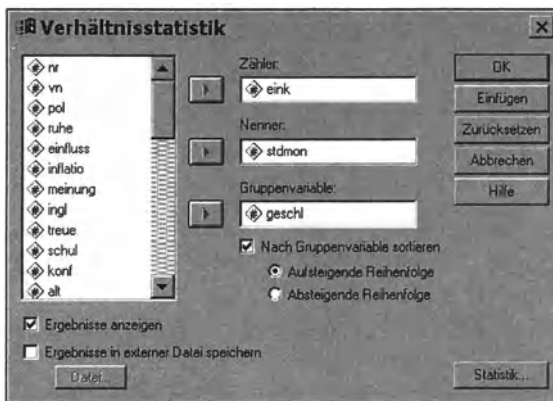 Verhältnisstatistik
nr
vn
pol
ruhe
einfluss
inflatio
meinung
ingl
treue
schul
konf
alt
Zähler:
eink
Nenner:
stdmon
Gruppenvariable:
geschl
Nach Gruppenvariable sortieren
Aufsteigende Reihenfolge
Absteigende Reihenfolge
OK
Einfügen
Zurücksetzen
Abbrechen
Hilfe
Ergebnisse anzeigen
Ergebnisse in externer Datei speichern
Datei...
Statistik...